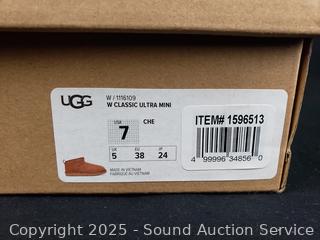 UGG
W / 1116109
W CLASSIC ULTRA MINI
USA
7
CHE
UK EU JP
5 38 24
MADE IN VIETNAM
FABRIQUÉ AU VIETNAM
ITEM# 1596513
4 99996 34856 0
Copyright 2025 - Sound Auction Service